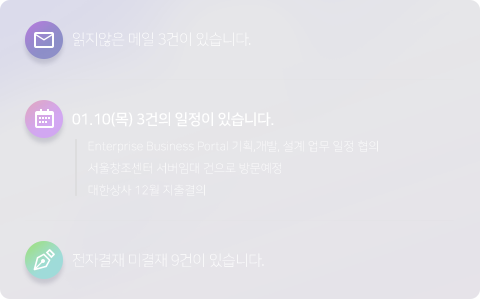 읽지않은 메일 3건이 있습니다.
01.10(목) 3건의 일정이 있습니다.
Enterprise Business Portal 기획,개발, 설계 업무 일정 협의
서울창조센터 서버임대 건으로 방문예정
대한상사 12월 지출결의
전자결재 미결재 9건이 있습니다.